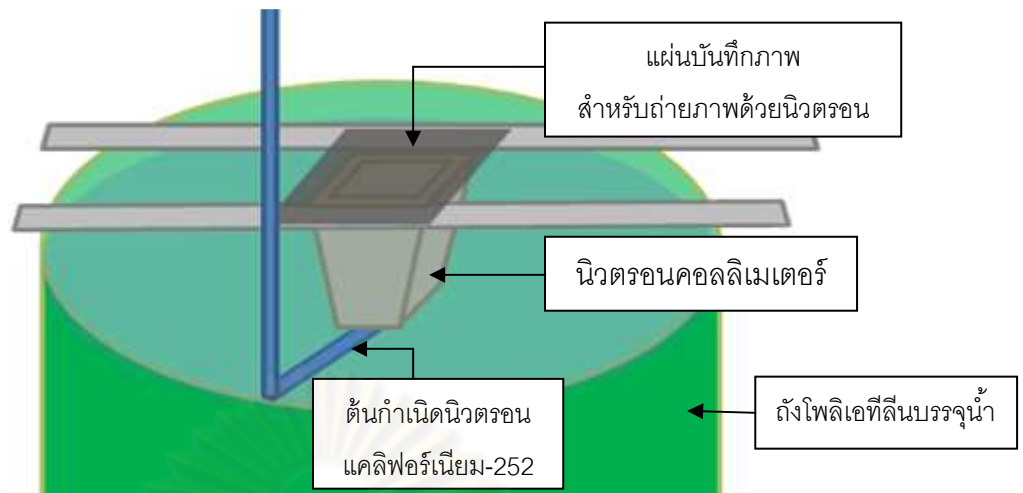 แผ่นบันทึกภาพ
สำหรับถ่ายภาพด้วยนิวตรอน
นิวตรอนคอลลิเมเตอร์
ต้นกำเนิดนิวตรอน
แคลิฟอร์เนียม-252
ถังโพลิเอทีลีนบรรจุน้ำ